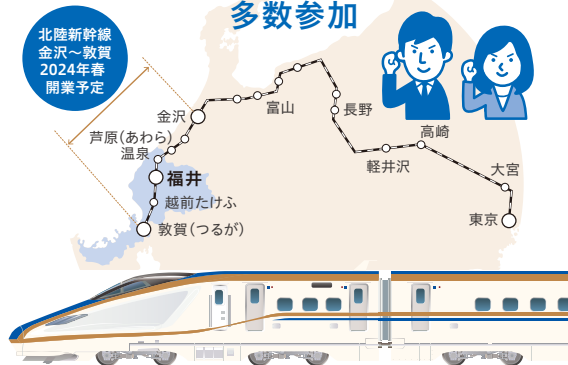 多数参加
北陸新幹線
金沢~敦賀
2024年春
開業予定
金沢
富山
長野
高崎
軽井沢
大宮
東京
芦原(あわら)
温泉
福井
越前たけふ
敦賀(つるが)